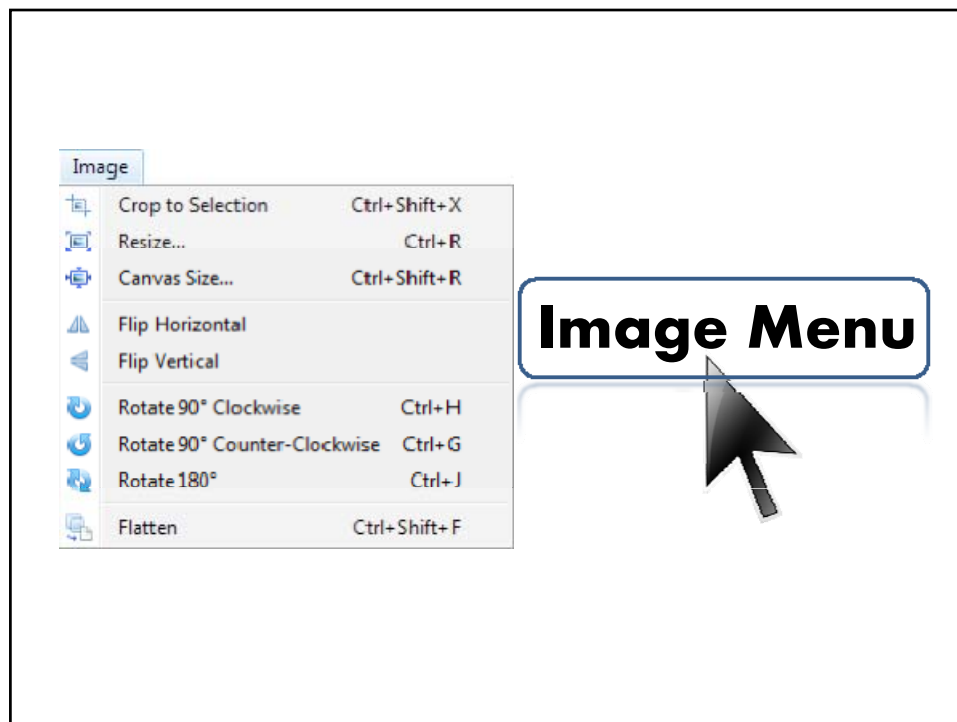 Image
Crop to Selection Ctrl+Shift+X
Resize... Ctrl+R
Canvas Size... Ctrl+Shift+R
Flip Horizontal
Flip Vertical
Rotate 90° Clockwise Ctrl+H
Rotate 90° Counter-Clockwise Ctrl+G
Rotate 180° Ctrl+J
Flatten Ctrl+Shift+F
Image Menu